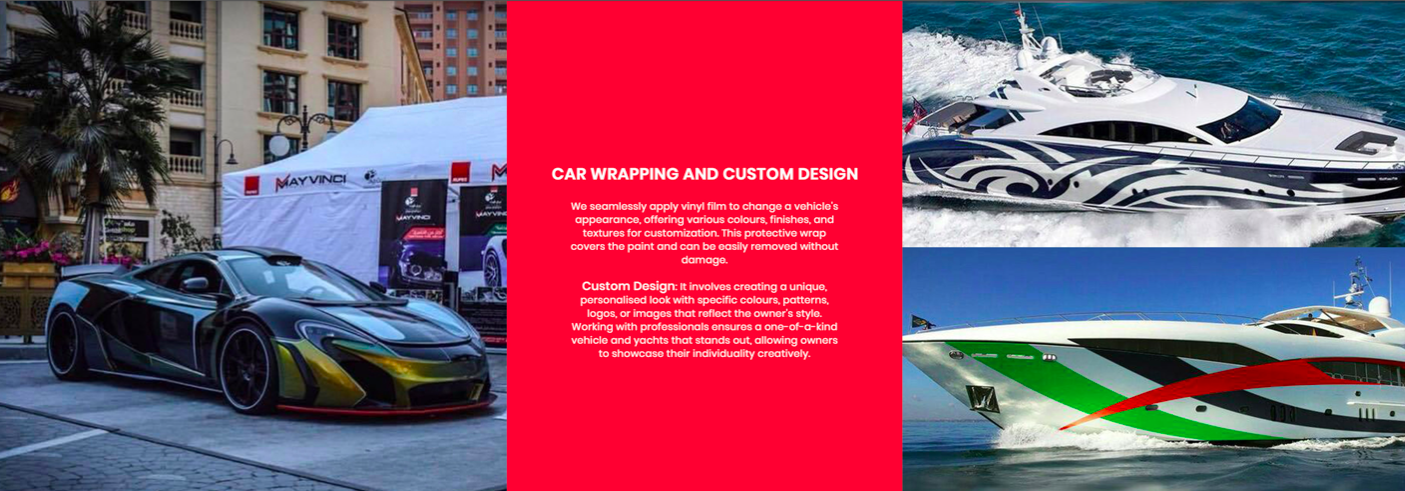 MAYVINCI
RUPES
MAYVINCI
MAYVINCI
CAR WRAPPING AND CUSTOM DESIGN
We seamlessly apply vinyl film to change a vehicle's
appearance, offering various colours, finishes, and
textures for customization. This protective wrap
covers the paint and can be easily removed without
damage.
Custom Design: It involves creating a unique,
personalised look with specific colours, patterns,
logos, or images that reflect the owner's style.
Working with professionals ensures a one-of-a-kind
vehicle and yachts that stands out, allowing owners
to showcase their individuality creatively.